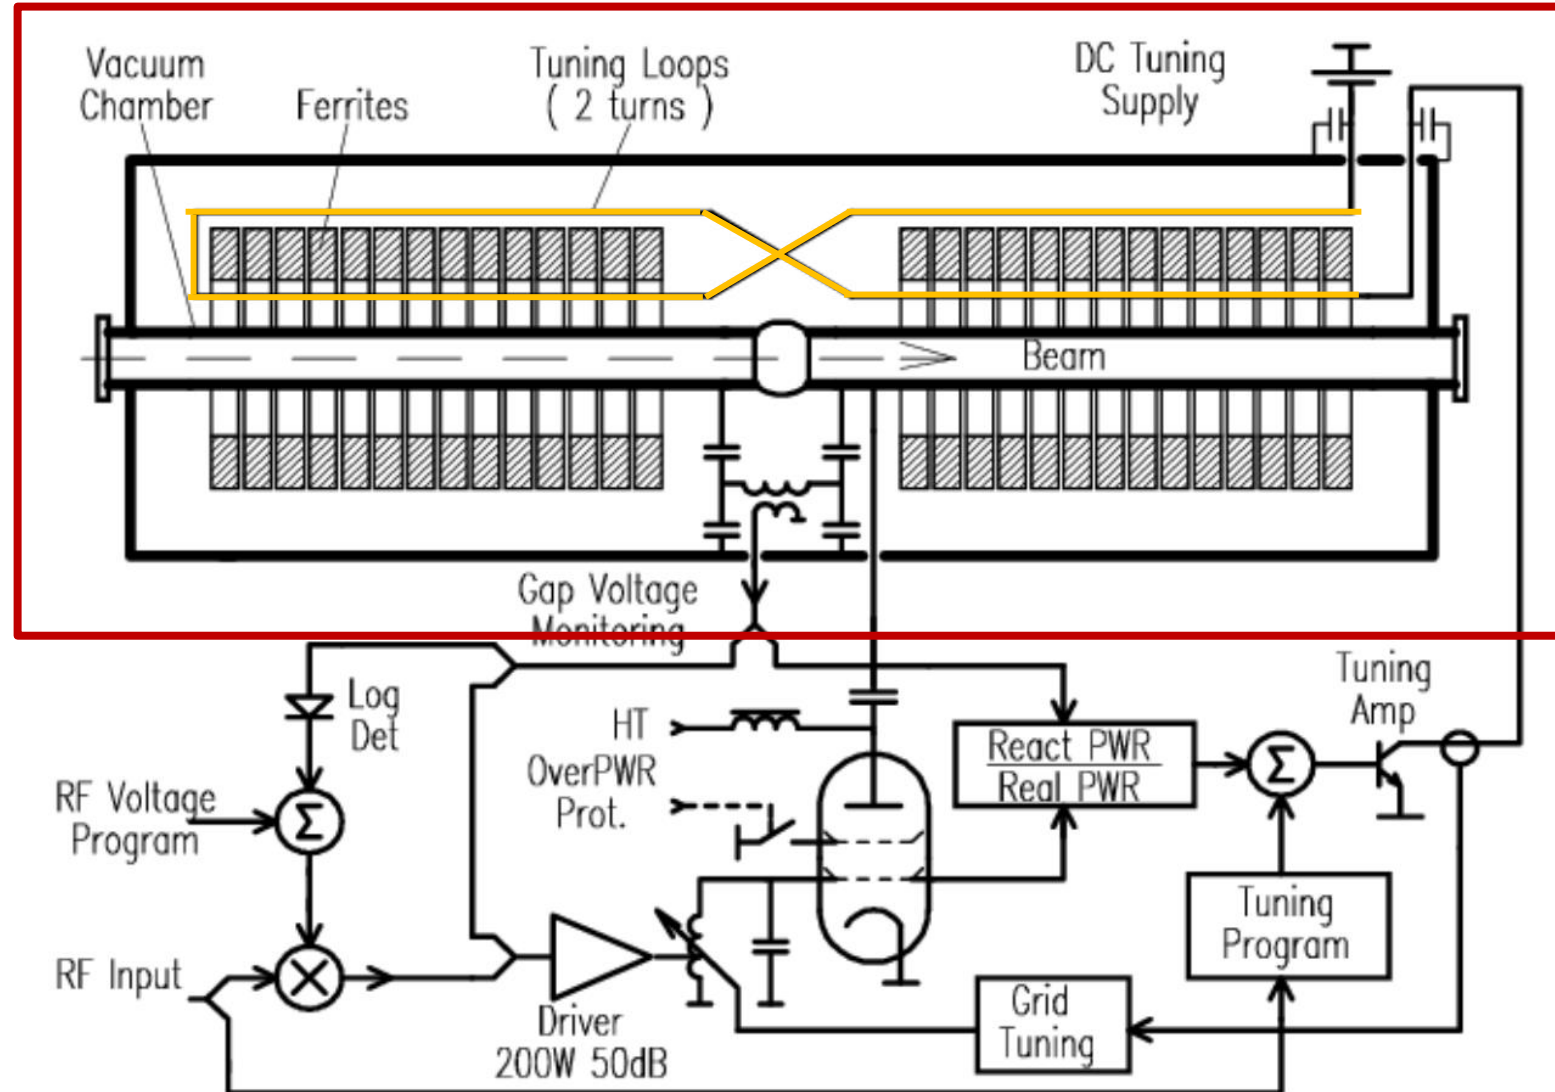 Vacuum
Chamber
Ferrites
Tuning Loops
( 2 turns )
DC Tuning
Supply
Beam
Gap Voltage
Monitoring
Log
Det
HT
OverPWR
Prot.
React PWR
Real PWR
Σ
Tuning
Amp
RF Voltage
Program
Σ
Tuning
Program
RF Input
Driver
200W 50dB
Grid
Tuning